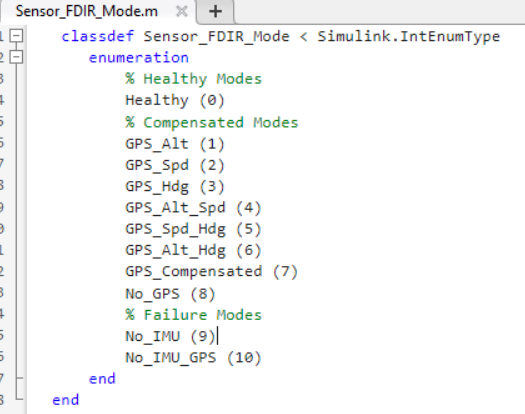 Sensor_FDIR_Mode.m × +
classdef Sensor_FDIR_Mode < Simulink.IntEnumType
enumeration
% Healthy Modes
Healthy (0)
% Compensated Modes
GPS_Alt (1)
GPS_Spd (2)
GPS_Hdg (3)
GPS_Alt_Spd (4)
GPS_Spd_Hdg (5)
GPS_Alt_Hdg (6)
GPS_Compensated (7)
No_GPS (8)
% Failure Modes
No_IMU (9)
No_IMU_GPS (10)
end
end